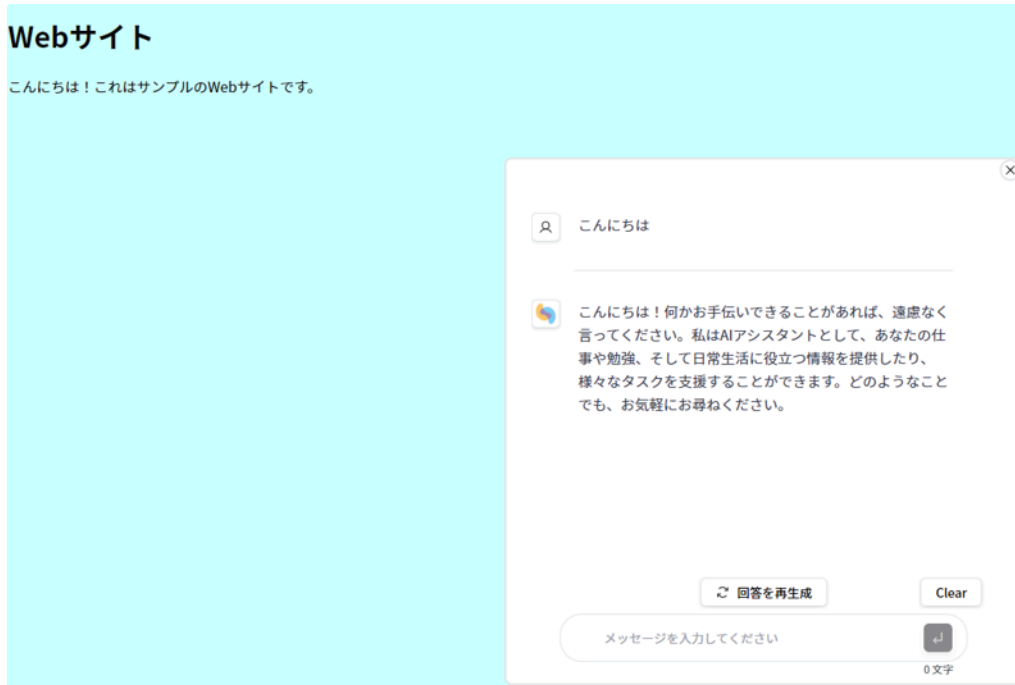 Webサイト
こんにちは！これはサンプルのWebサイトです。
こんにちは
こんにちは！何かお手伝いできることがあれば、遠慮なく
言ってください。私はAIアシスタントとして、あなたの仕
事や勉強、そして日常生活に役立つ情報を提供したり、
様々なタスクを支援することができます。どのようなこと
でも、お気軽にお尋ねください。
回答を再生成
Clear
メッセージを入力してください
0 文字